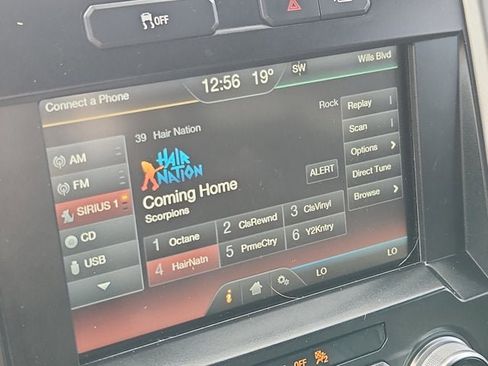 OFF
Connect a Phone
12:56 19°
SW
Wills Blvd
39 Hair Nation
Rock
HAIR
NATION
Coming Home
Scorpions
ALERT
AM
FM
SIRIUS 1
CD
USB
Replay
Scan
Options
Direct Tune
Browse
1 Octane
2 ClsRewnd
3 ClsVinyl
4 HairNatn
5 PrmeCtry
6 Y2Kntry
i
LO
LO
OFF